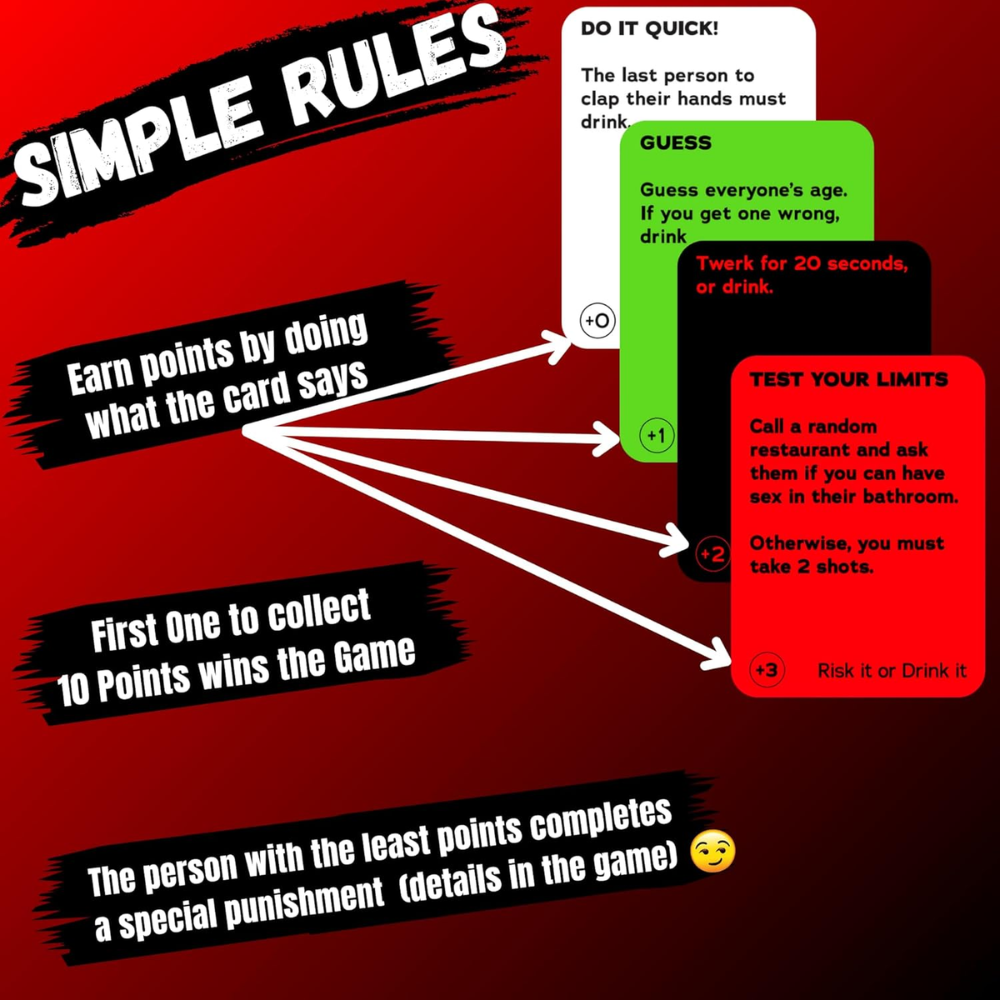 SIMPLE RULES
DO IT QUICK!
The last person to
clap their hands must
drink.
+0
GUESS
Guess everyone's age.
If you get one wrong,
drink
+1
Twerk for 20 seconds,
or drink.
+2
TEST YOUR LIMITS
Call a random
restaurant and ask
them if you can have
sex in their bathroom.
Otherwise, you must
take 2 shots.
+3
Risk it or Drink it
Earn points by doing
what the card says
First One to collect
10 Points wins the Game
The person with the least points completes
a special punishment (details in the game)